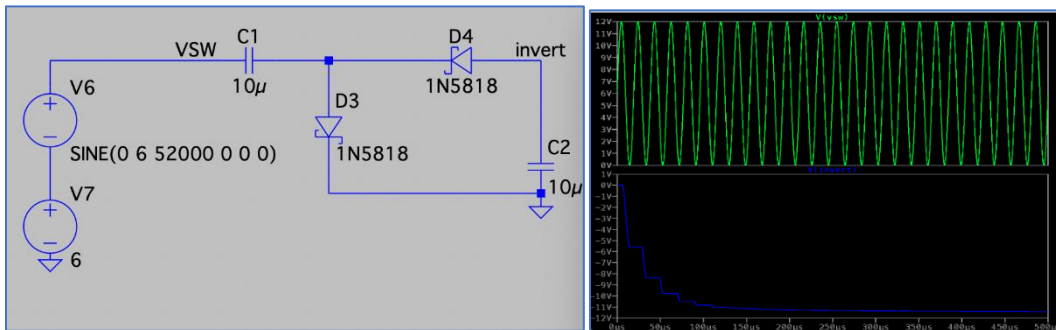 VSW
C1
10µ
D4
1N5818
invert
V6
SINE(0 6 52000 0 0 0)
D3
1N5818
C2
10µ
V7
6
V(vsw)
12V
11V
10V
9V
8V
7V
6V
5V
4V
3V
2V
1V
0V
V(invert)
1V
0V
-1V
-2V
-3V
-4V
-5V
-6V
-7V
-8V
-9V
-10V
-11V
-12V
0µs 50µs 100µs 150µs 200µs 250µs 300µs 350µs 400µs 450µs 500µs